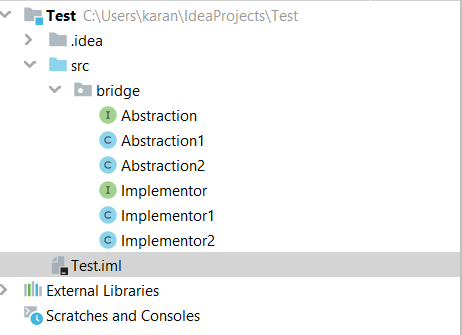 Test C:\Users\karan\IdeaProjects\Test
.idea
src
bridge
I Abstraction
C Abstraction1
C Abstraction2
I Implementor
C Implementor1
C Implementor2
Test.iml
External Libraries
Scratches and Consoles